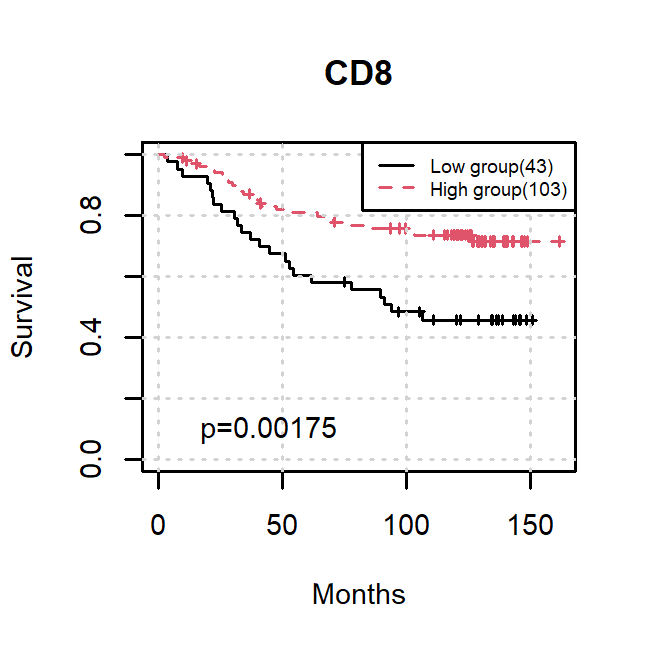 CD8
Low group(43)
High group(103)
Survival
0.8
0.4
0.0
p=0.00175
0 50 100 150
Months